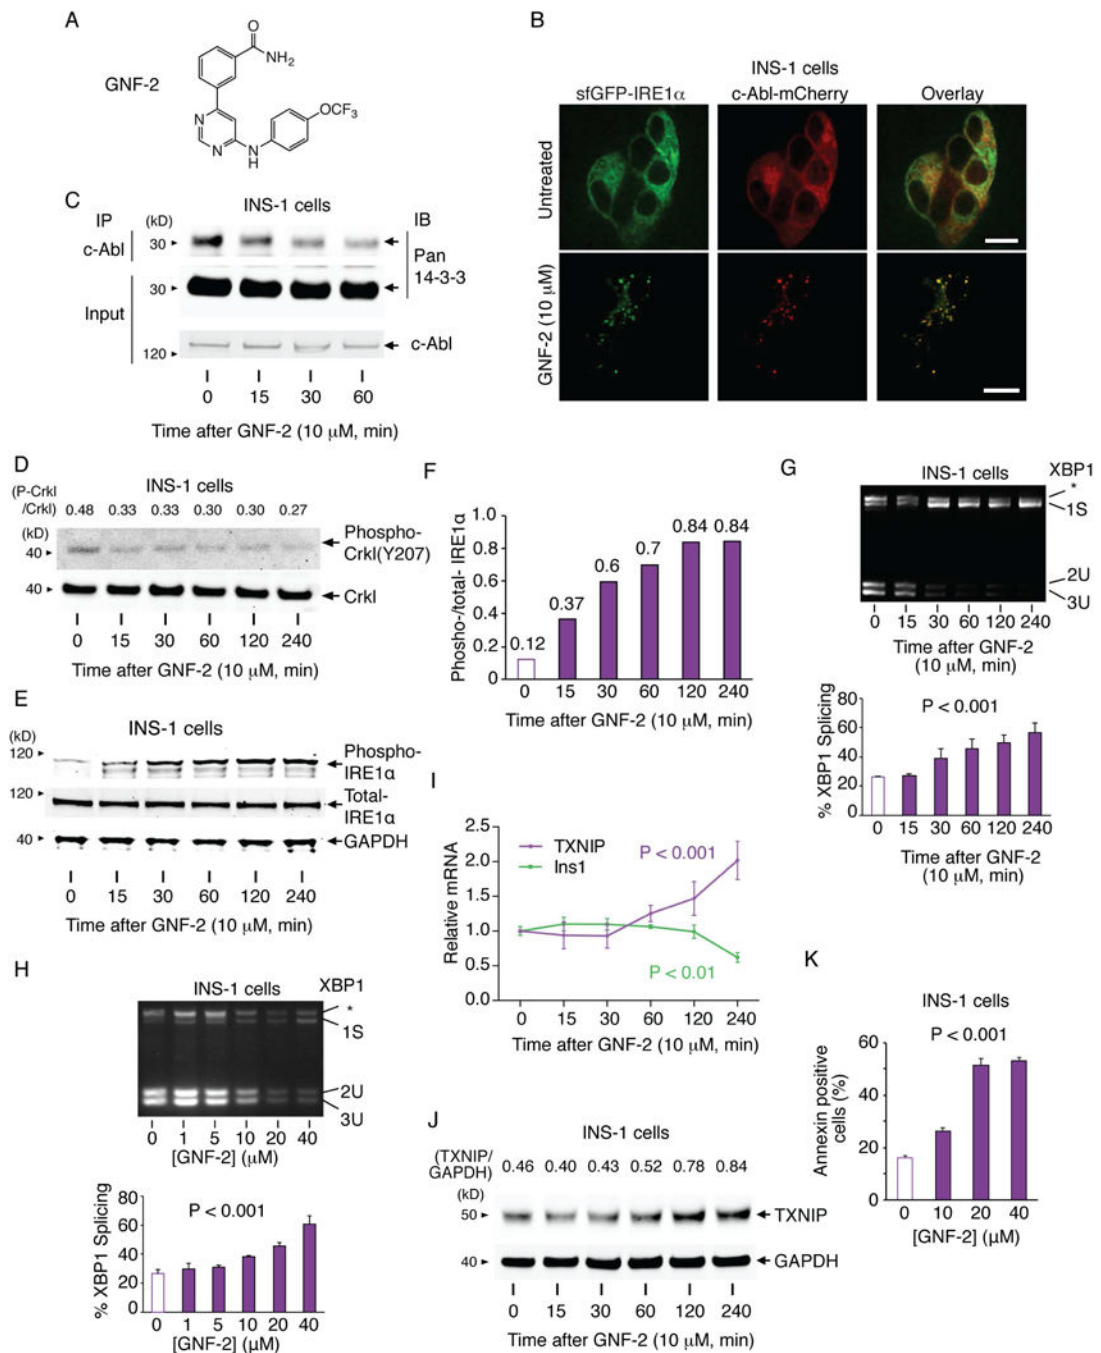 A
GNF-2
O
NH2
OCF3
N
N
N
H
B
INS-1 cells
sfGFP-IRE1α
c-Abl-mCherry
Overlay
Untreated
GNF-2 (10 μM)
C
INS-1 cells
IP
(kD)
IB
c-Abl
30
Pan
14-3-3
30
Input
120
c-Abl
0 15 30 60
Time after GNF-2 (10 μM, min)
D
INS-1 cells
(P-Crkl
/Crkl)
0.48 0.33 0.33 0.30 0.30 0.27
(kD)
40
Phospho-
Crkl(Y207)
40
Crkl
0 15 30 60 120 240
Time after GNF-2 (10 μM, min)
E
INS-1 cells
(kD)
120
Phospho-
IRE1α
120
Total-
IRE1α
40
GAPDH
0 15 30 60 120 240
Time after GNF-2 (10 μM, min)
F
Phosho-/total- IRE1α
1.0
0.8
0.6
0.4
0.2
0
0.12
0.37
0.6
0.7
0.84
0.84
0 15 30 60 120 240
Time after GNF-2 (10 μM, min)
G
INS-1 cells
XBP1
*
1S
2U
3U
0 15 30 60 120 240
Time after GNF-2
(10 μM, min)
% XBP1 Splicing
80
60
40
20
0
P < 0.001
0 15 30 60 120 240
Time after GNF-2
(10 μM, min)
H
INS-1 cells
XBP1
*
1S
2U
3U
0 1 5 10 20 40
[GNF-2] (μM)
% XBP1 Splicing
80
60
40
20
0
P < 0.001
0 1 5 10 20 40
[GNF-2] (μM)
I
Relative mRNA
2.5
2.0
1.5
1.0
0.5
0.0
TXNIP
Ins1
P < 0.001
P < 0.01
0 15 30 60 120 240
Time after GNF-2 (10 μM, min)
J
INS-1 cells
(TXNIP/
GAPDH)
0.46 0.40 0.43 0.52 0.78 0.84
(kD)
50
TXNIP
40
GAPDH
0 15 30 60 120 240
Time after GNF-2 (10 μM, min)
K
INS-1 cells
P < 0.001
Annexin positive
cells (%)
60
40
20
0
0 10 20 40
[GNF-2] (μM)